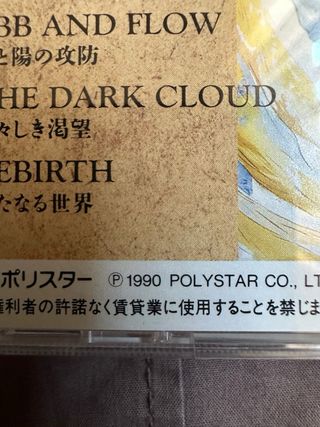 BB AND FLOW
と陽の攻防
HE DARK CLOUD
々しき渇望
EBIRTH
たなる世界
ポリスター Ⓟ 1990 POLYSTAR CO., LT
権利者の許諾なく賃貸業に使用することを禁じま